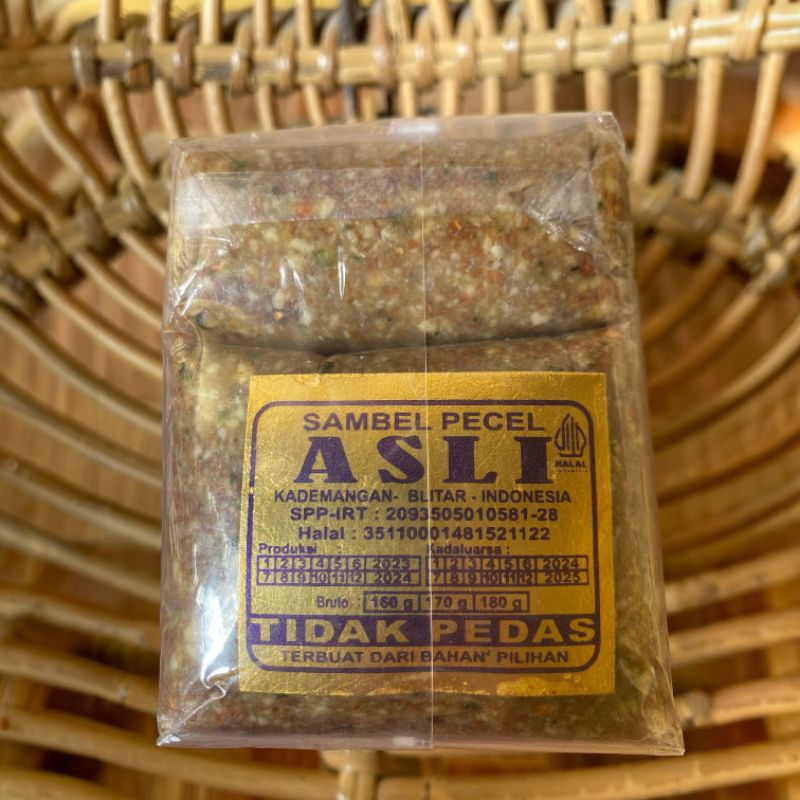 SAMBEL PECEL
ASLI
HALAL
KADEMANGAN- BLITAR - INDONESIA
SPP-IRT : 2093505010581-28
Halal : 35110001481521122
Produksi : Kadaluarsa :
1 2 3 4 5 6 2023 1 2 3 4 5 6 2024
7 8 9 10 11 12 2024 7 8 9 10 11 12 2025
Bruto : 160 g 170 g 180 g
TIDAK PEDAS
TERBUAT DARI BAHAN² PILIHAN